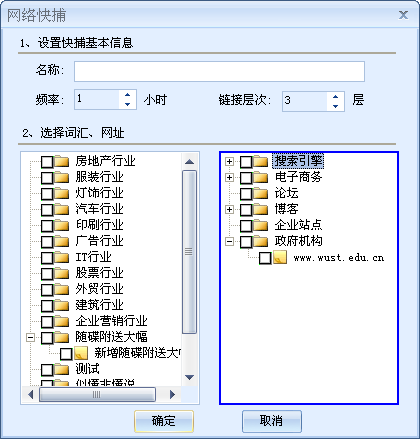 网络快捕
1、设置快捕基本信息
名称:
频率: 1 小时 链接层次: 3 层
2、选择词汇、网址
房地产行业
服装行业
灯饰行业
汽车行业
印刷行业
广告行业
IT行业
股票行业
外贸行业
建筑行业
企业营销行业
随碟附送大幅
新增随碟附送大巾
测试
似懂非懂说
搜索引擎
电子商务
论坛
博客
企业站点
政府机构
www.wust.edu.cn
确定 取消